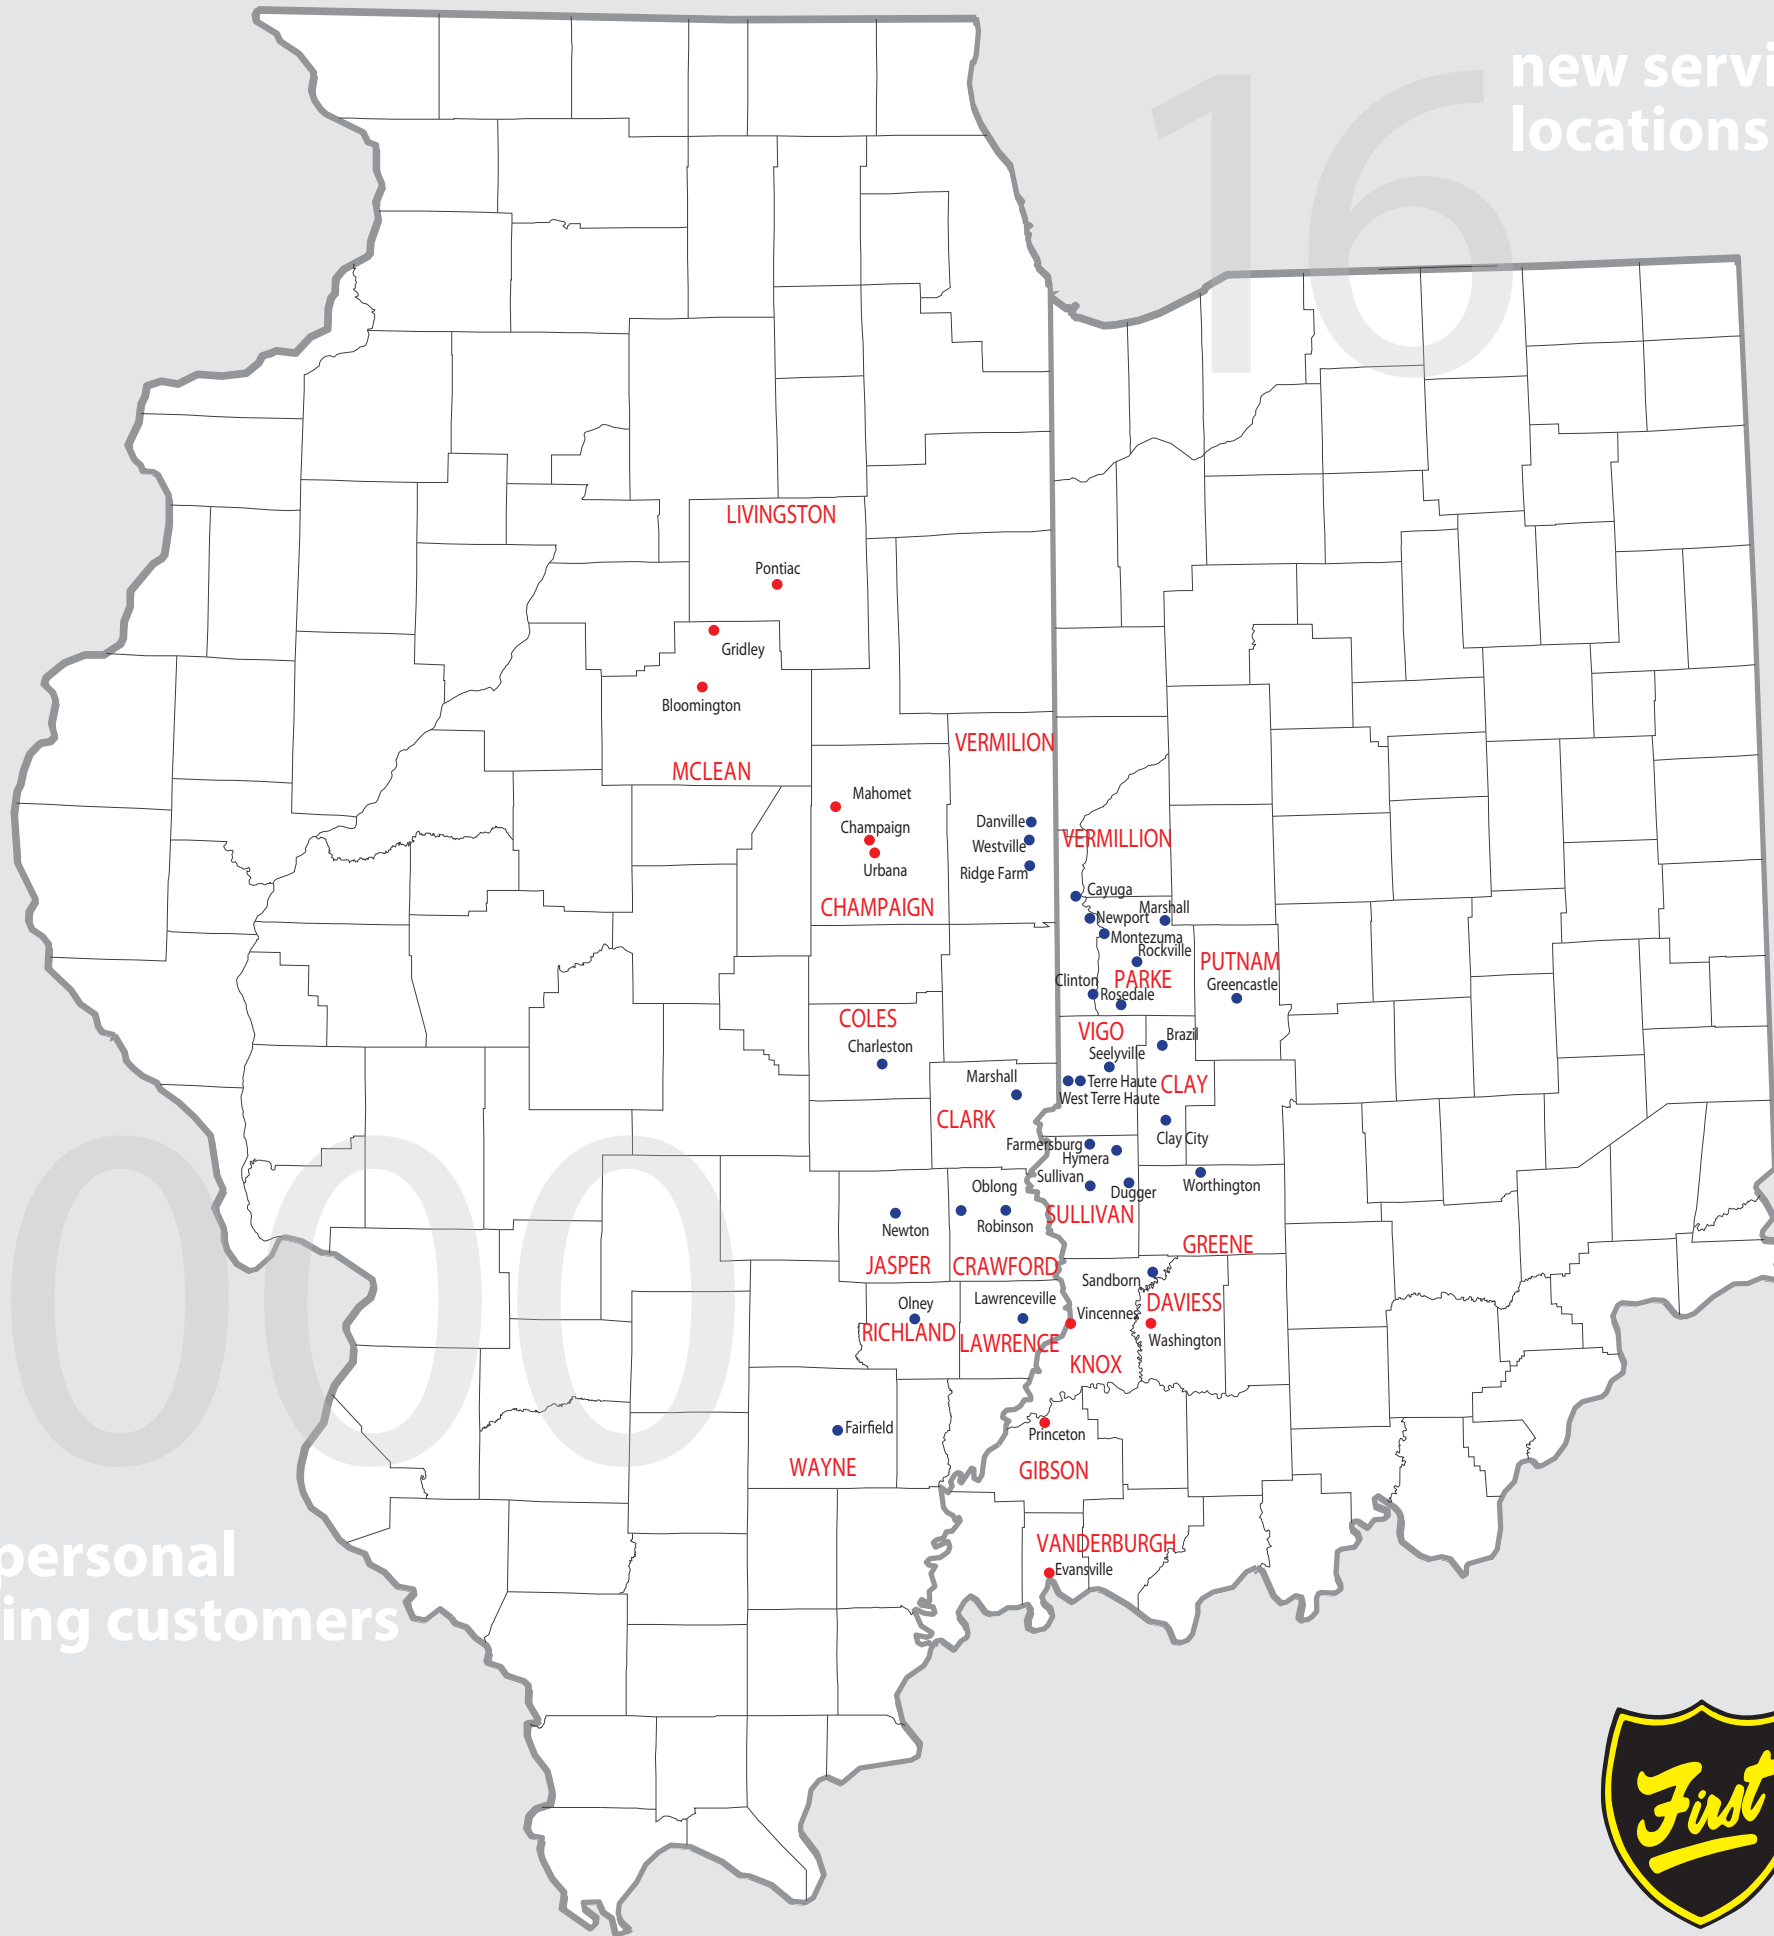 16
new servi
locations
LIVINGSTON
Pontiac
Gridley
Bloomington
MCLEAN
VERMILION
Mahomet
Champaign
Urbana
CHAMPAIGN
Danville
Westville
Ridge Farm
VERMILLION
Cayuga
Newport
Marshall
Montezuma
Rockville
PARKE
PUTNAM
Greencastle
Clinton
Rosedale
COLES
Charleston
VIGO
Brazil
Seelyville
Terre Haute
CLAY
West Terre Haute
Marshall
CLARK
Clay City
Farmersburg
Hymera
Sullivan
Dugger
Worthington
SULLIVAN
GREENE
Oblong
Robinson
Newton
JASPER
CRAWFORD
Sandborn
DAVIESS
Olney
RICHLAND
Lawrenceville
LAWRENCE
Vincennes
Washington
KNOX
000
Fairfield
WAYNE
Princeton
GIBSON
VANDERBURGH
Evansville
personal
ing customers
First